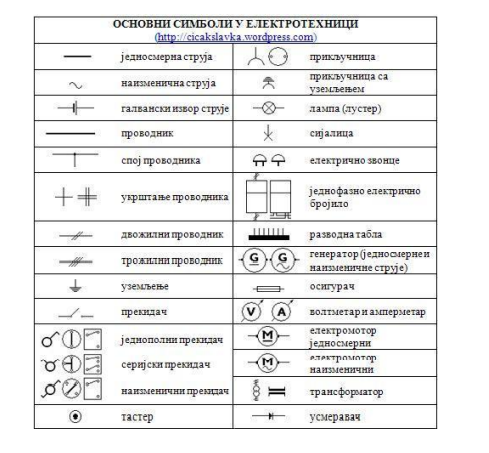 ОСНОВНИ СИМБОЛИ У ЕЛЕКТРОТЕХНИЦИ
(http://cicakslavka.wordpress.com)
једносмерна струја
прикључница
наизменична струја
прикључница са
уземљењем
галвански извор струје
лампа (лустер)
проводник
сијалица
спој проводника
електрично звонце
укрштање проводника
једнофазно електрично
бројило
двожилни проводник
разводна табла
трожилни проводник
G
G
генератор (једносмерне и
наизменичне струје)
уземљење
осигурач
прекидач
V
A
волтметар и амперметар
једнополни прекидач
M
електромотор
једносмерни
серијски прекидач
M
електромотор
наизменични
наизменични прекидач
трансформатор
тастер
усмеравач